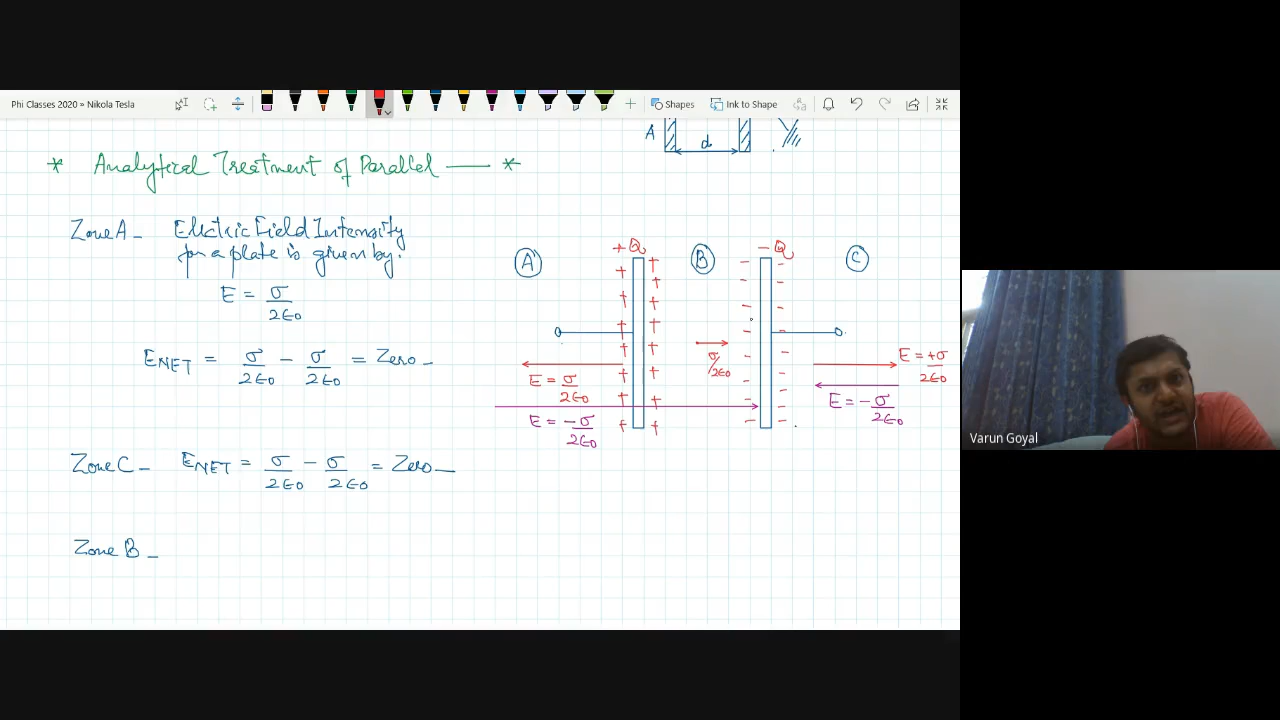 Phi Classes 2020 » Nikola Tesla
Shapes
Ink to Shape
A
d
* Analytical Treatment of Parallel —— *
Zone A - Electric Field Intensity
for a plate is given by.
E = σ/2ε0
ENET = σ/2ε0 - σ/2ε0 = Zero -
Zone C - ENET = σ/2ε0 - σ/2ε0 = Zero —
Zone B -
A
+Q
B
-Q
C
E = σ/2ε0
E = -σ/2ε0
σ/2ε0
E = +σ/2ε0
E = -σ/2ε0
Varun Goyal